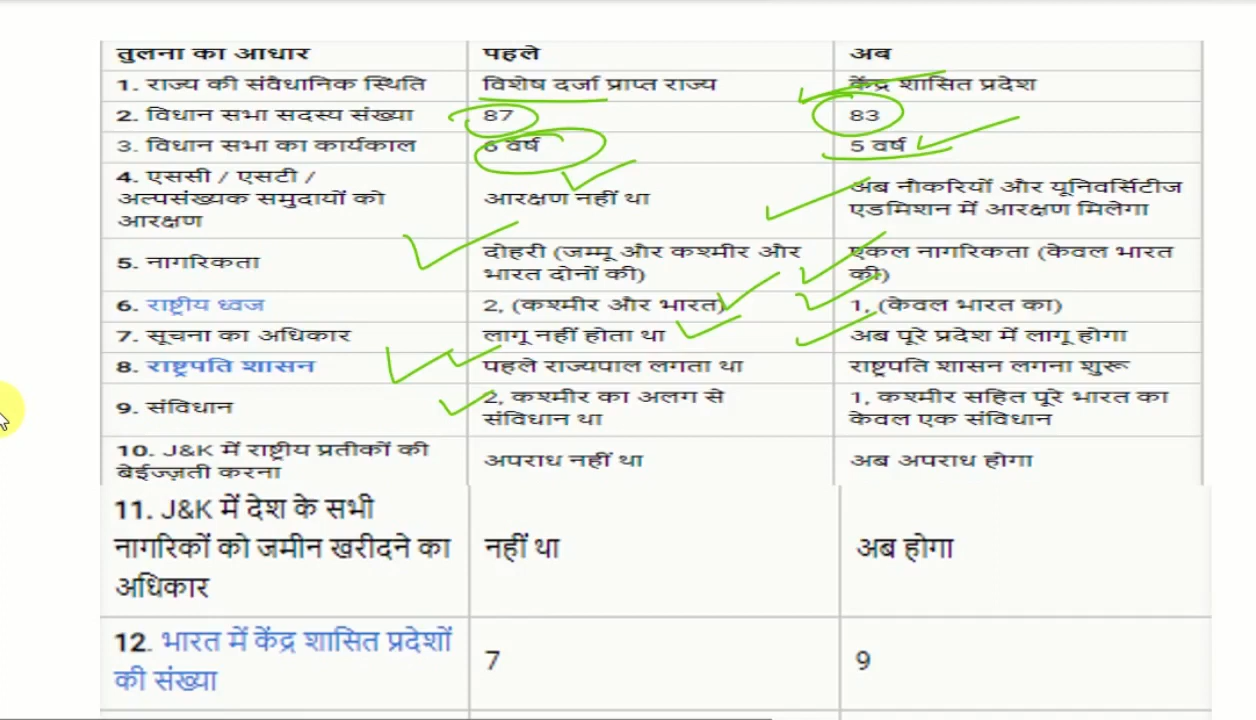 तुलना का आधार पहले अब
1. राज्य की संवैधानिक स्थिति विशेष दर्जा प्राप्त राज्य केंद्र शासित प्रदेश
2. विधान सभा सदस्य संख्या 87 83
3. विधान सभा का कार्यकाल 6 वर्ष 5 वर्ष
4. एससी / एसटी /
अल्पसंख्यक समुदायों को
आरक्षण
आरक्षण नहीं था
अब नौकरियों और यूनिवर्सिटीज
एडमिशन में आरक्षण मिलेगा
5. नागरिकता
दोहरी (जम्मू और कश्मीर और
भारत दोनों की)
एकल नागरिकता (केवल भारत
की)
6. राष्ट्रीय ध्वज 2, (कश्मीर और भारत) 1, (केवल भारत का)
7. सूचना का अधिकार लागू नहीं होता था अब पूरे प्रदेश में लागू होगा
8. राष्ट्रपति शासन पहले राज्यपाल लगता था राष्ट्रपति शासन लगना शुरू
9. संविधान
2, कश्मीर का अलग से
संविधान था
1, कश्मीर सहित पूरे भारत का
केवल एक संविधान
10. J&K में राष्ट्रीय प्रतीकों की
बेईज्ज़ती करना
अपराध नहीं था
अब अपराध होगा
11. J&K में देश के सभी
नागरिकों को जमीन खरीदने का
अधिकार
नहीं था
अब होगा
12. भारत में केंद्र शासित प्रदेशों
की संख्या
7
9